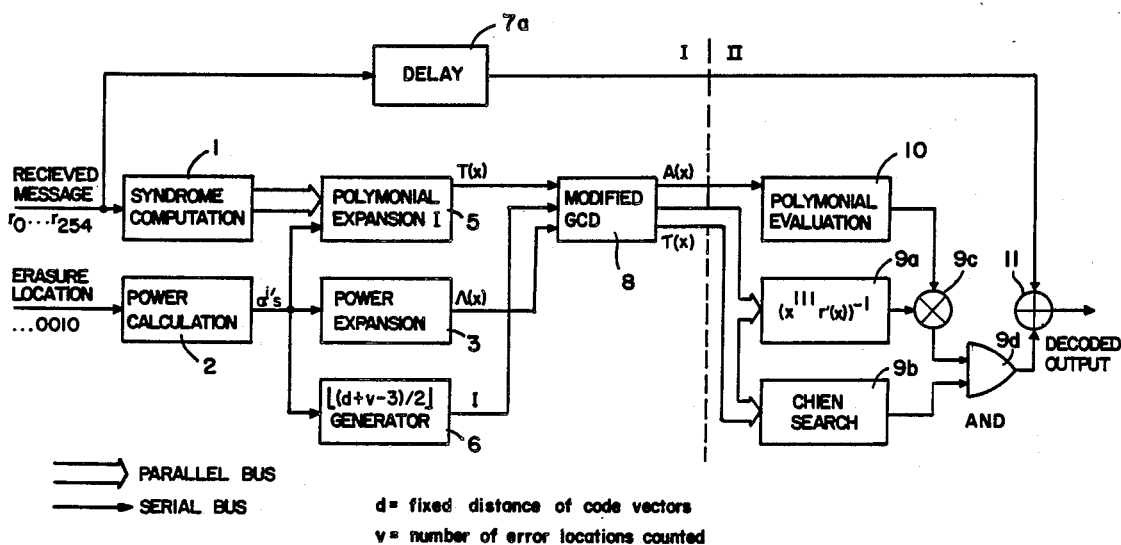 7a
DELAY
I II
RECIEVED
MESSAGE
r0...r254
1
SYNDROME
COMPUTATION
POLYMONIAL
EXPANSION I
5
T(x)
MODIFIED
GCD
8
A(x)
T(x)
10
POLYMONIAL
EVALUATION
ERASURE
LOCATION
...0010
POWER
CALCULATION
2
POWER
EXPANSION
3
Λ(x)
9a
(x^111 r'(x))^-1
9c
11
DECODED
OUTPUT
⌊(d+v-3)/2⌋
GENERATOR
6
I
9b
CHIEN
SEARCH
9d
AND
PARALLEL BUS
SERIAL BUS
d= fixed distance of code vectors
v= number of error locations counted